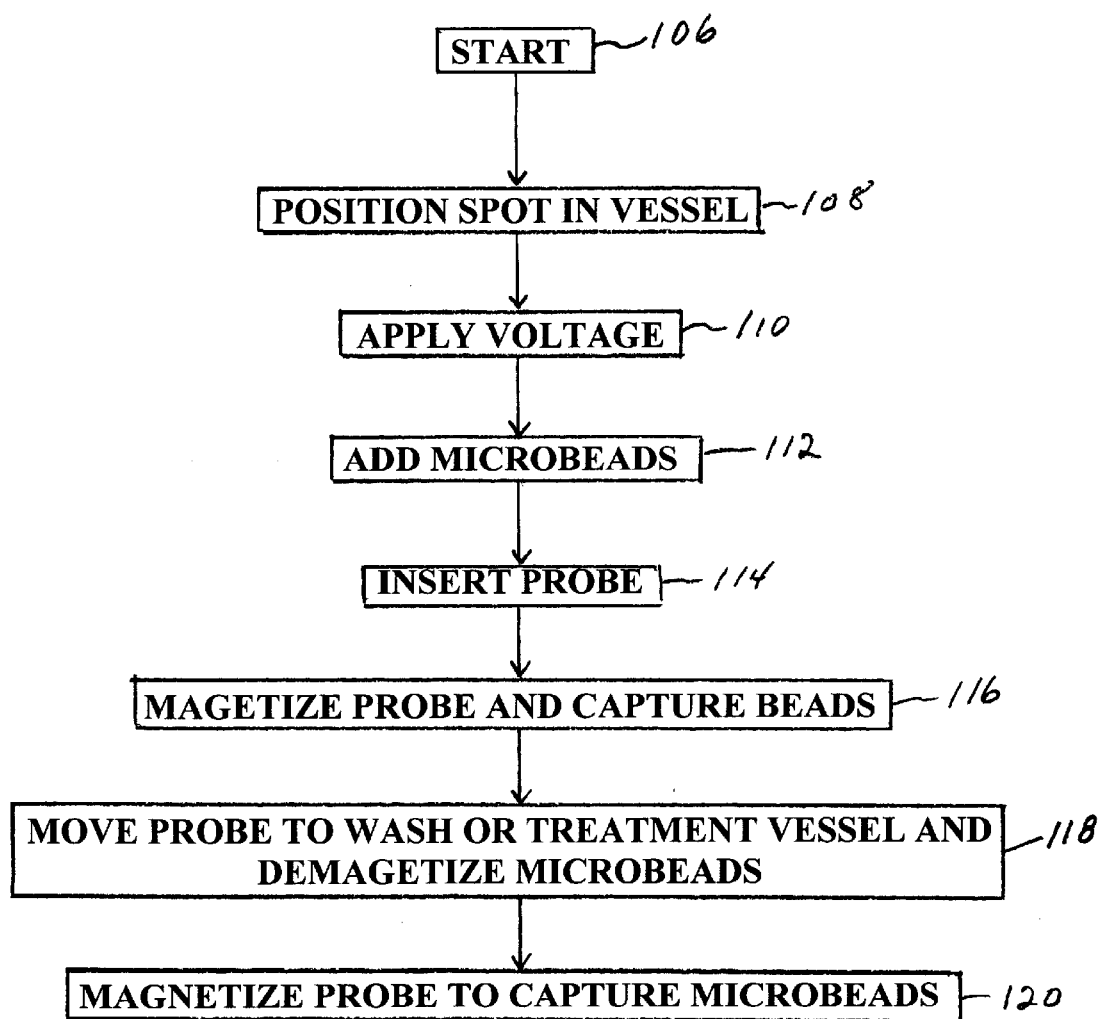 START 106
POSITION SPOT IN VESSEL 108
APPLY VOLTAGE 110
ADD MICROBEADS 112
INSERT PROBE 114
MAGETIZE PROBE AND CAPTURE BEADS 116
MOVE PROBE TO WASH OR TREATMENT VESSEL AND 118
DEMAGETIZE MICROBEADS
MAGNETIZE PROBE TO CAPTURE MICROBEADS 120